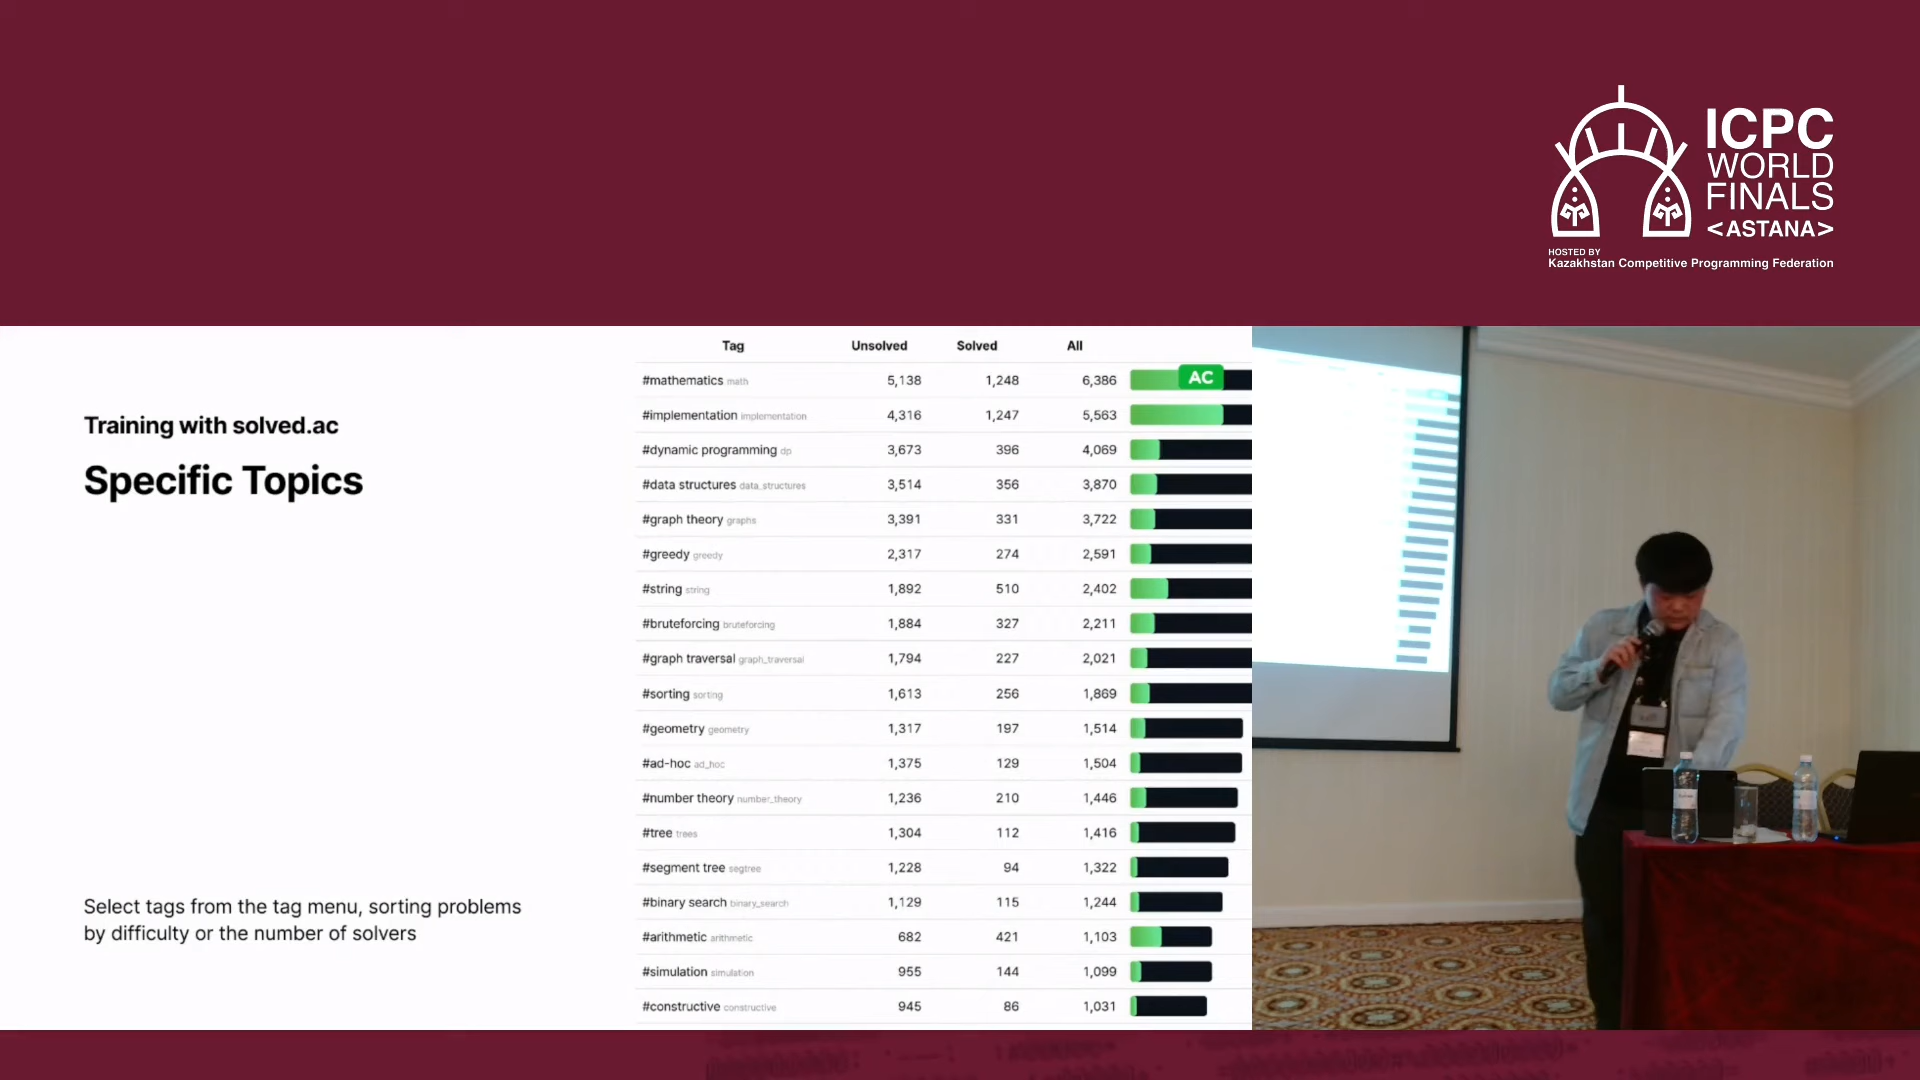 ICPC
WORLD
FINALS
<ASTANA>
HOSTED BY
Kazakhstan Competitive Programming Federation
Training with solved.ac
Specific Topics
Select tags from the tag menu, sorting problems
by difficulty or the number of solvers
Tag Unsolved Solved All
#mathematics math 5,138 1,248 6,386 AC
#implementation implementation 4,316 1,247 5,563
#dynamic programming dp 3,673 396 4,069
#data structures data_structures 3,514 356 3,870
#graph theory graphs 3,391 331 3,722
#greedy greedy 2,317 274 2,591
#string string 1,892 510 2,402
#bruteforcing bruteforcing 1,884 327 2,211
#graph traversal graph_traversal 1,794 227 2,021
#sorting sorting 1,613 256 1,869
#geometry geometry 1,317 197 1,514
#ad-hoc ad_hoc 1,375 129 1,504
#number theory number_theory 1,236 210 1,446
#tree trees 1,304 112 1,416
#segment tree segtree 1,228 94 1,322
#binary search binary_search 1,129 115 1,244
#arithmetic arithmetic 682 421 1,103
#simulation simulation 955 144 1,099
#constructive constructive 945 86 1,031